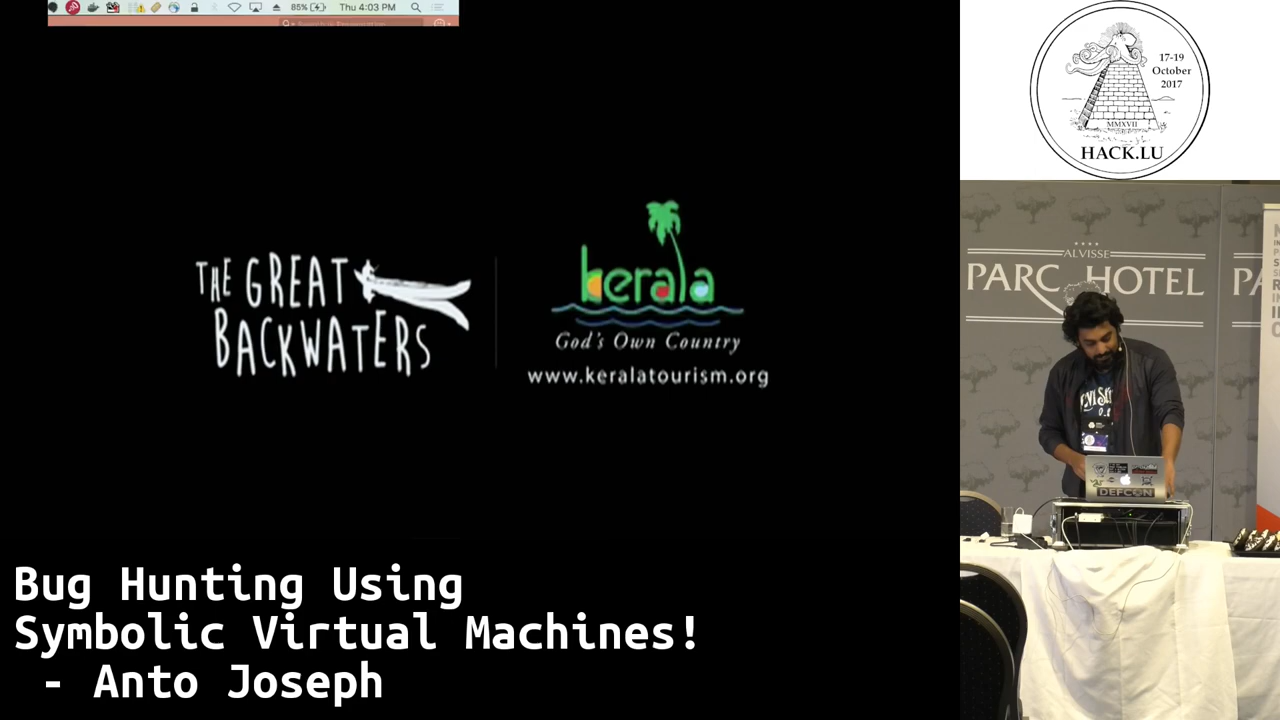 85%
Thu 4:03 PM
THE GREAT
BACKWATERS
kerala
God's Own Country
www.keralatourism.org
Bug Hunting Using
Symbolic Virtual Machines!
- Anto Joseph
17-19
October
2017
MMXVII
HACK.LU
ALVISSE
PARC HOTEL
PA
DEFCON